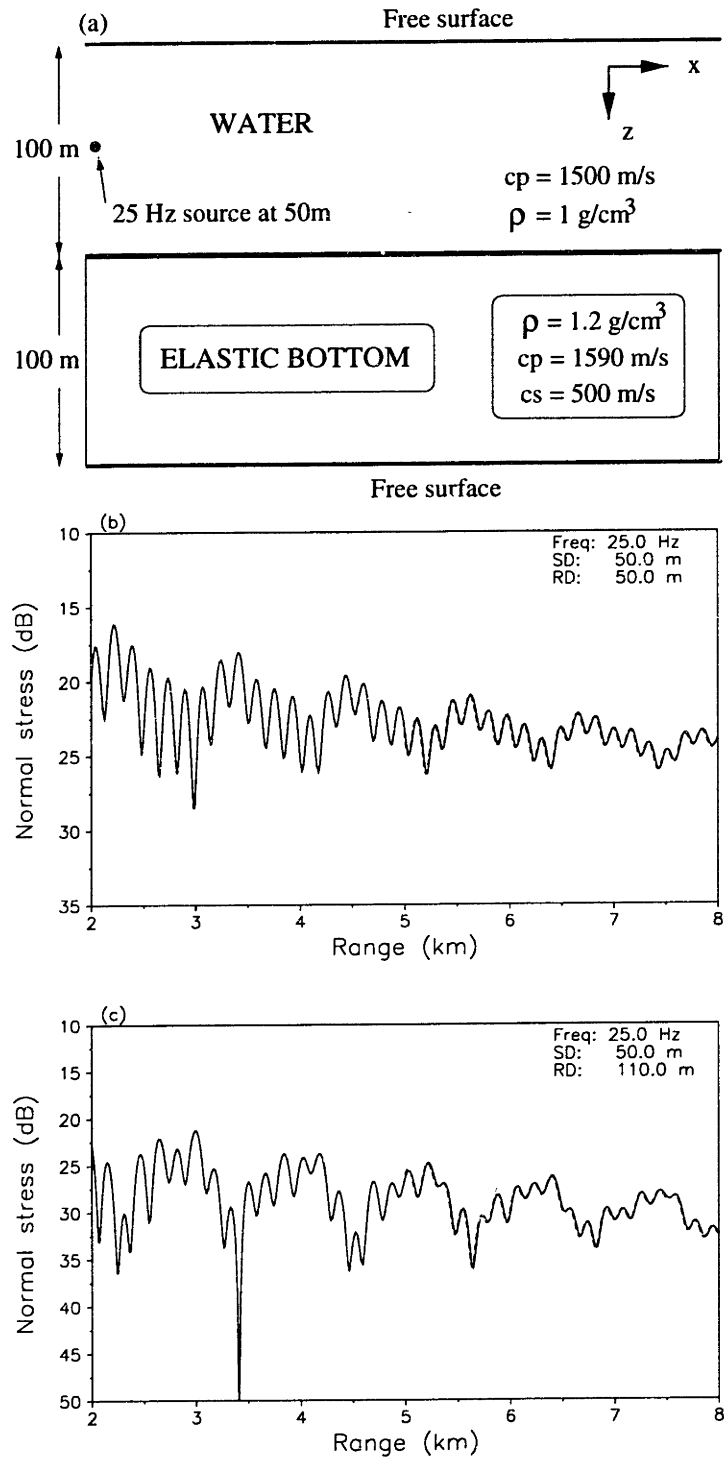 (a)
Free surface
x
z
WATER
100 m
25 Hz source at 50m
cp = 1500 m/s
ρ = 1 g/cm³
100 m
ELASTIC BOTTOM
ρ = 1.2 g/cm³
cp = 1590 m/s
cs = 500 m/s
Free surface
(b)
Freq: 25.0 Hz
SD: 50.0 m
RD: 50.0 m
Normal stress (dB)
10
15
20
25
30
35
2 3 4 5 6 7 8
Range (km)
(c)
Freq: 25.0 Hz
SD: 50.0 m
RD: 110.0 m
Normal stress (dB)
10
15
20
25
30
35
40
45
50
2 3 4 5 6 7 8
Range (km)